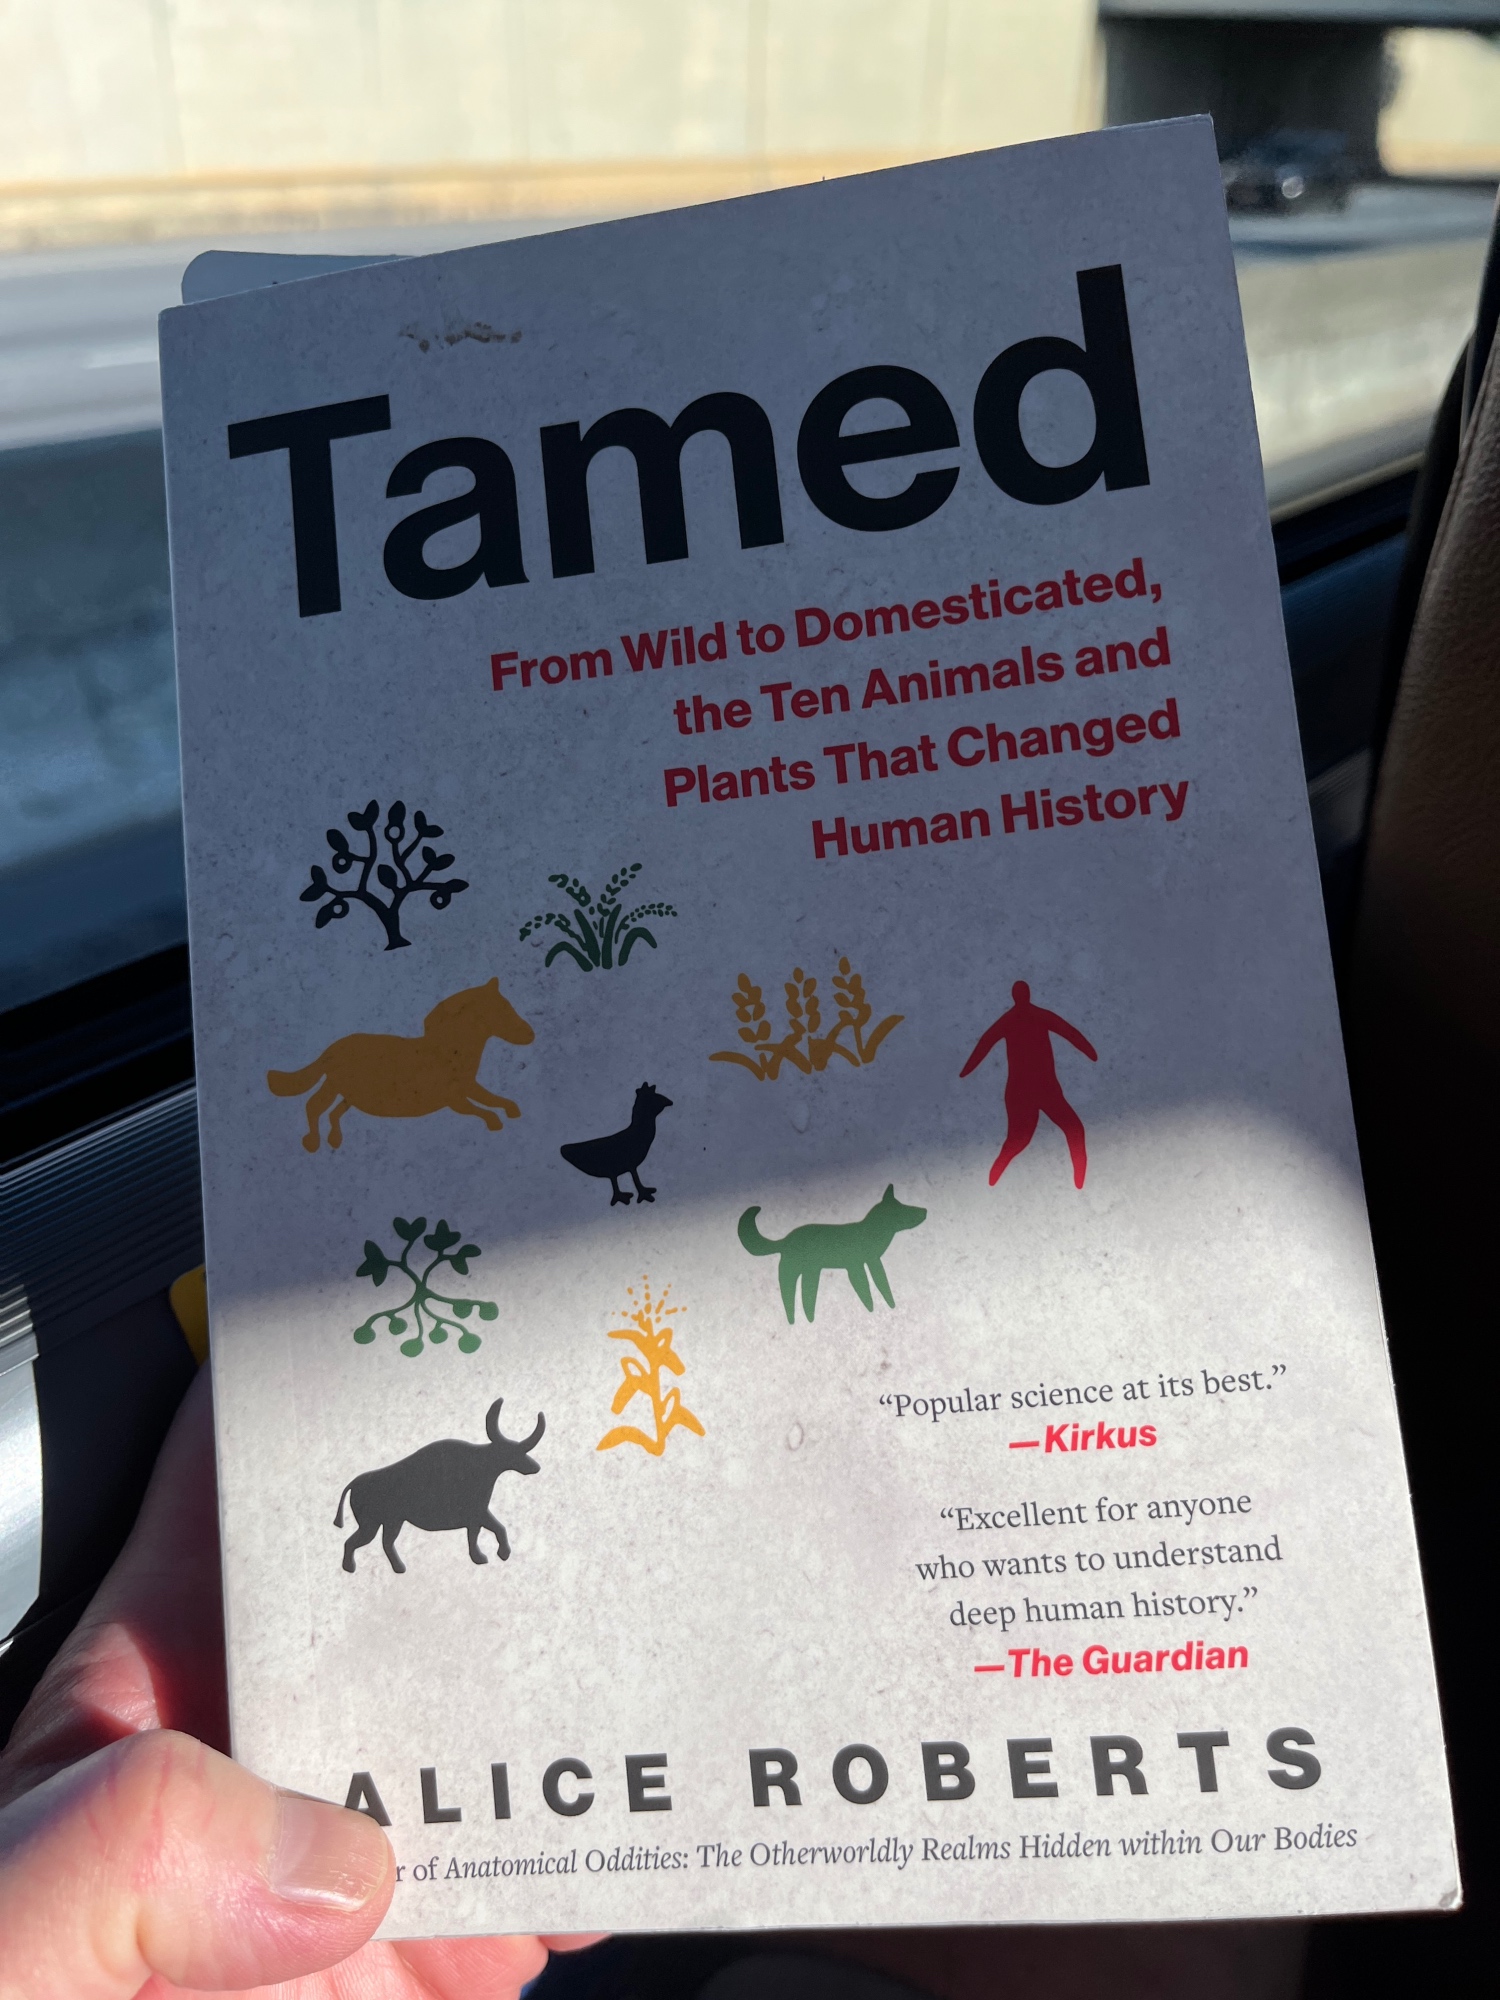 Tamed
From Wild to Domesticated,
the Ten Animals and
Plants That Changed
Human History
“Popular science at its best.”
—Kirkus
“Excellent for anyone
who wants to understand
deep human history.”
—The Guardian
ALICE ROBERTS
of Anatomical Oddities: The Otherworldly Realms Hidden within Our Bodies